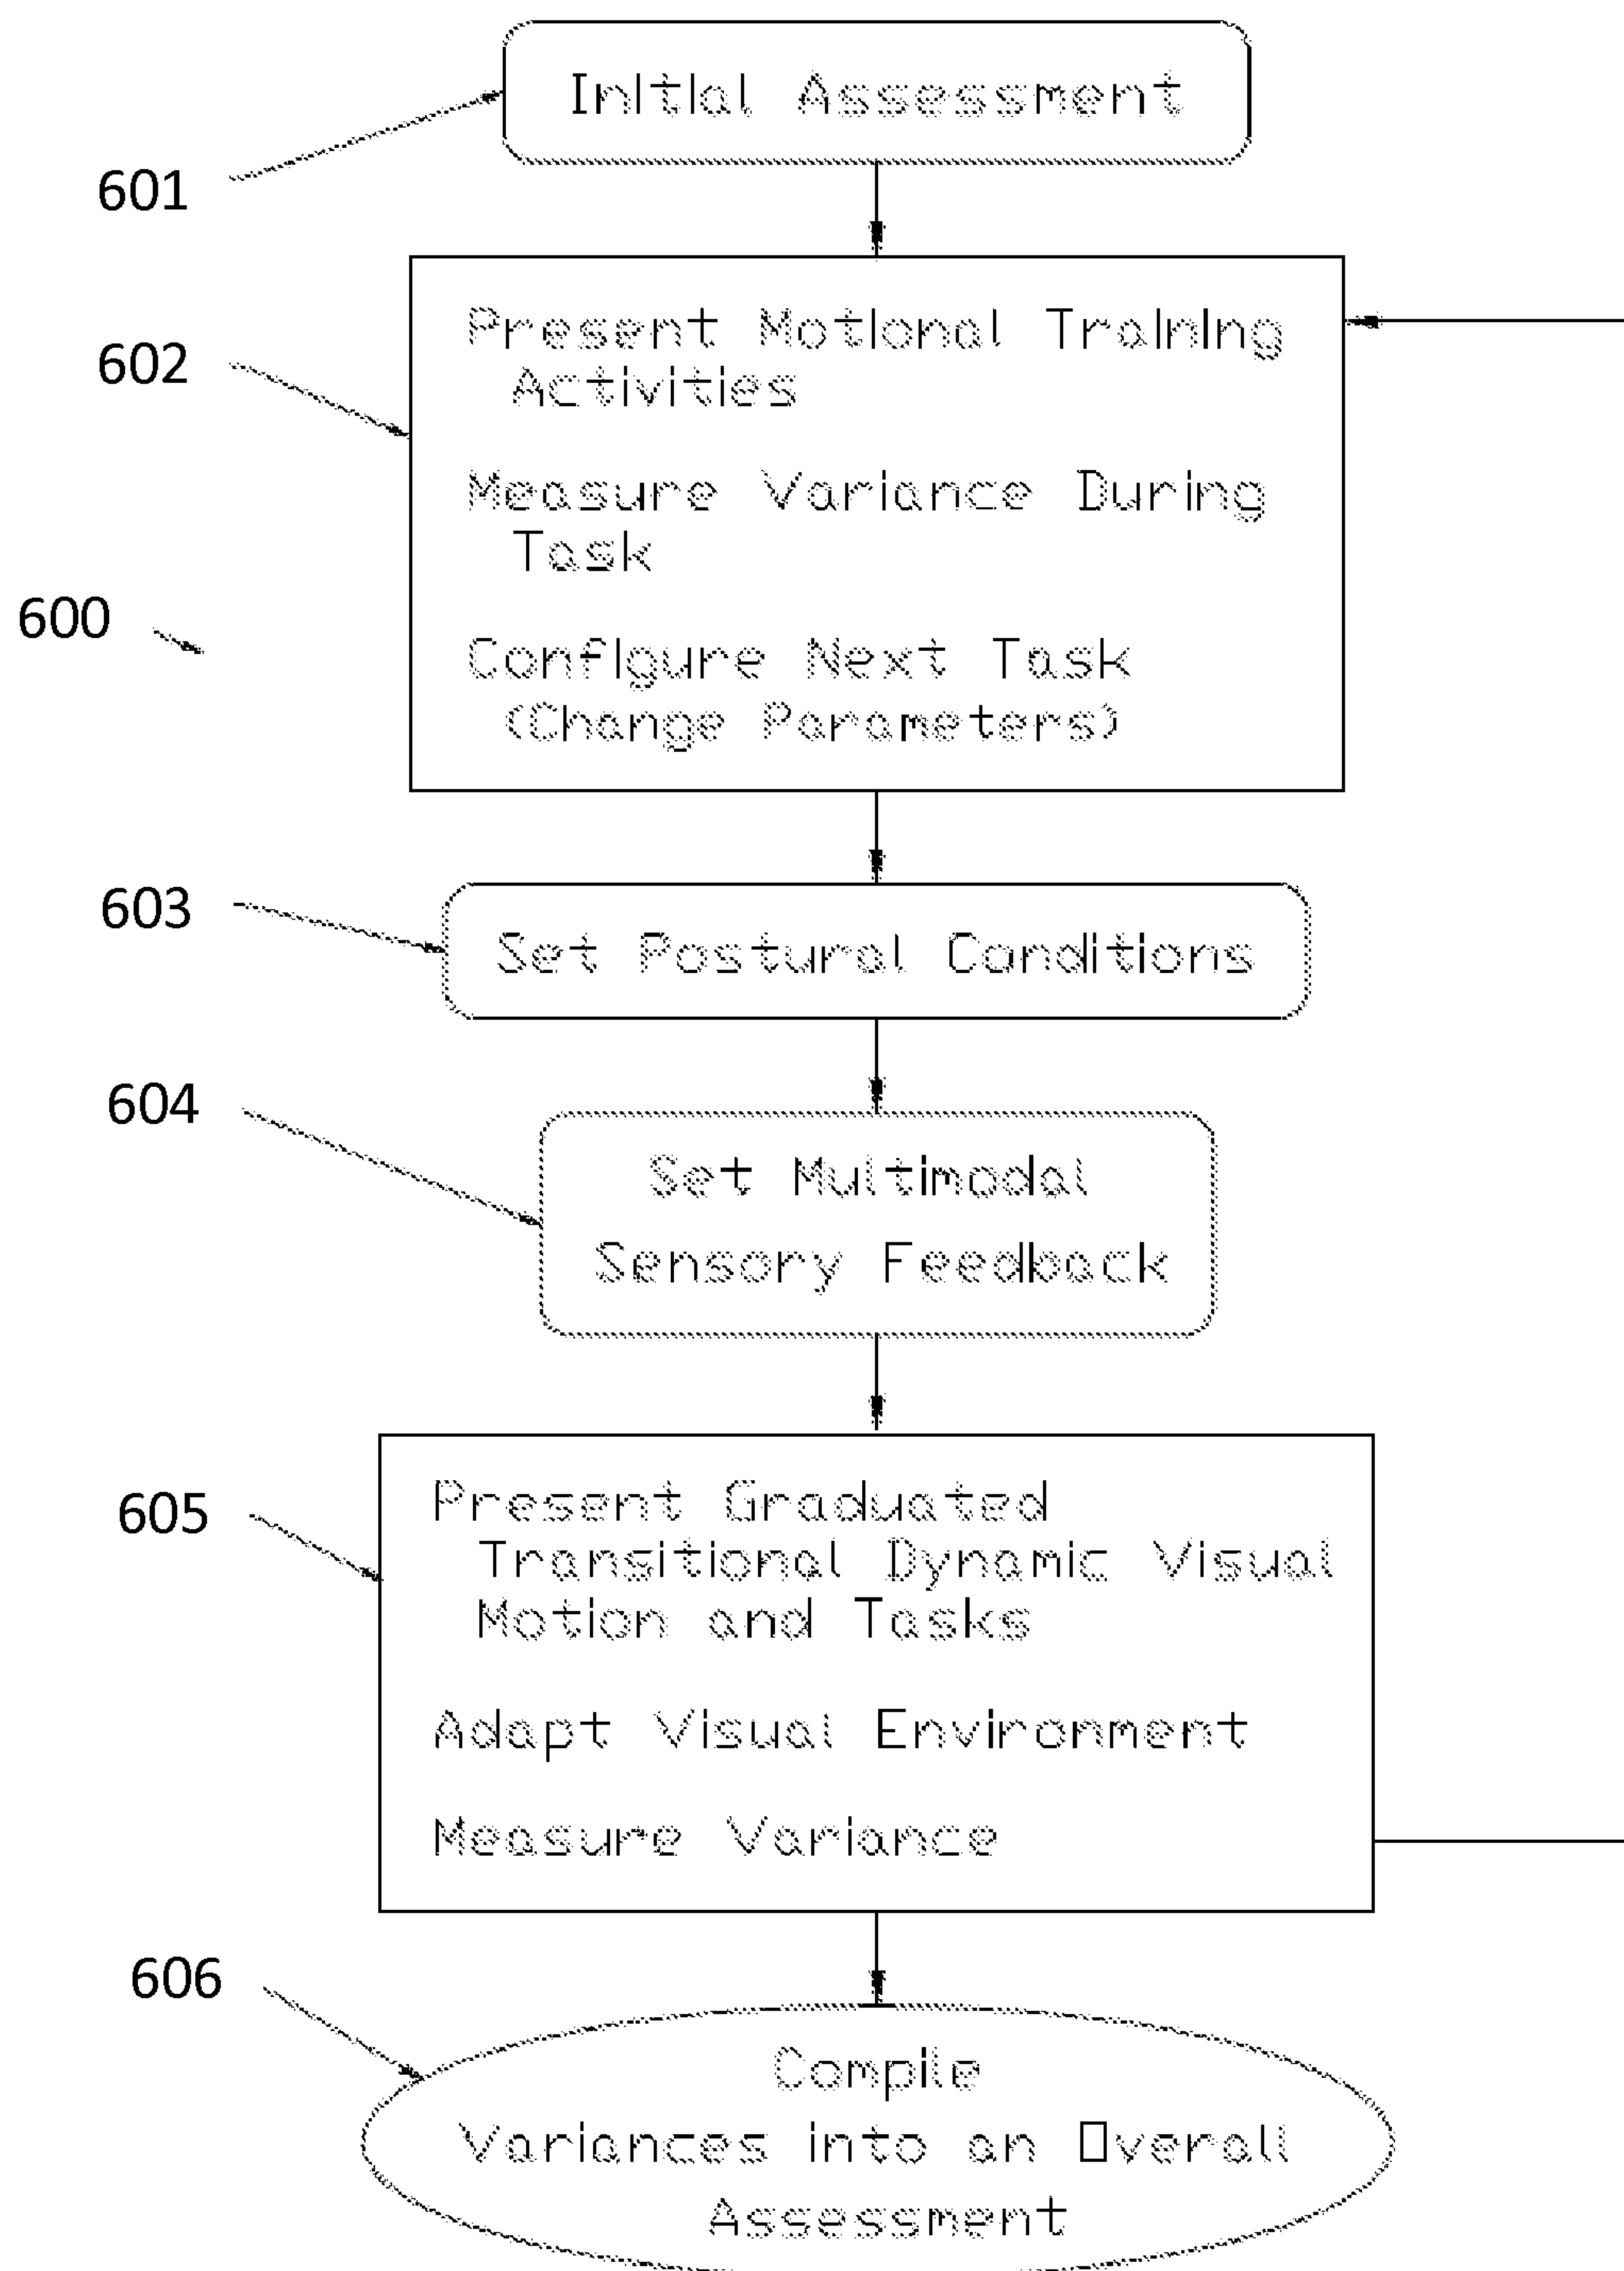 Initial Assessment
601
Present Motional Training
Activities
602
Measure Variance During
Task
600
Configure Next Task
(Change Parameters)
603
Set Postural Conditions
604
Set Multimodal
Sensory Feedback
605
Present Graduated
Transitional Dynamic Visual
Motion and Tasks
Adapt Visual Environment
Measure Variance
606
Compile
Variances into an Overall
Assessment